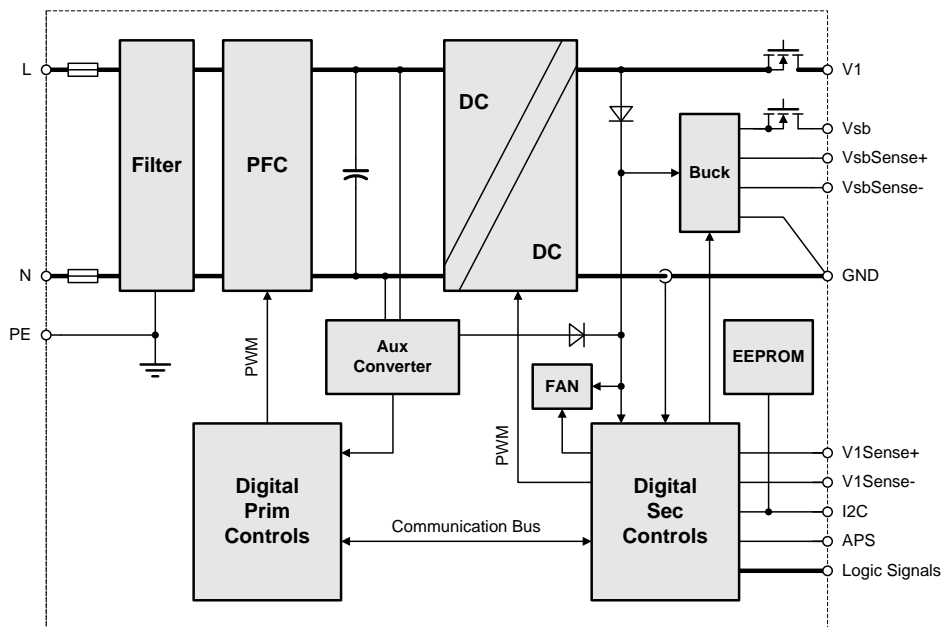 L
V1
DC
Vsb
Filter
PFC
Buck
VsbSense+
VsbSense-
DC
N
GND
PE
PWM
Aux
Converter
EEPROM
FAN
PWM
V1Sense+
V1Sense-
Digital
Prim
Controls
Digital
Sec
Controls
I2C
Communication Bus
APS
Logic Signals